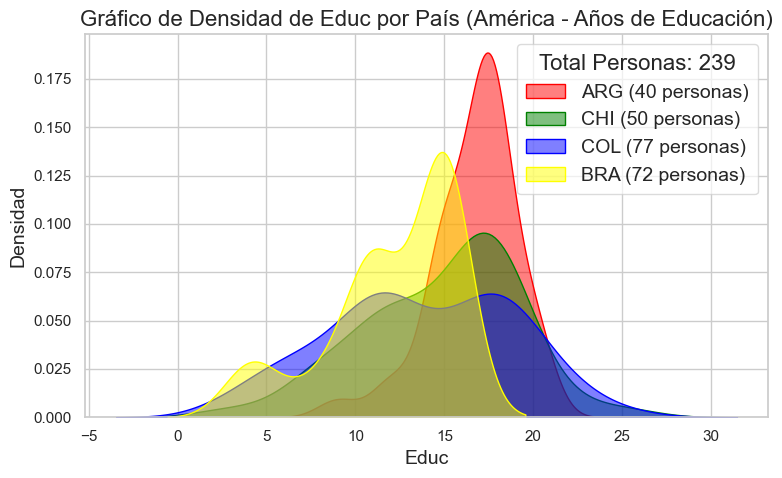 Gráfico de Densidad de Educ por País (América - Años de Educación)
Total Personas: 239
ARG (40 personas)
CHI (50 personas)
COL (77 personas)
BRA (72 personas)
Densidad
0.175
0.150
0.125
0.100
0.075
0.050
0.025
0.000
−5 0 5 10 15 20 25 30
Educ